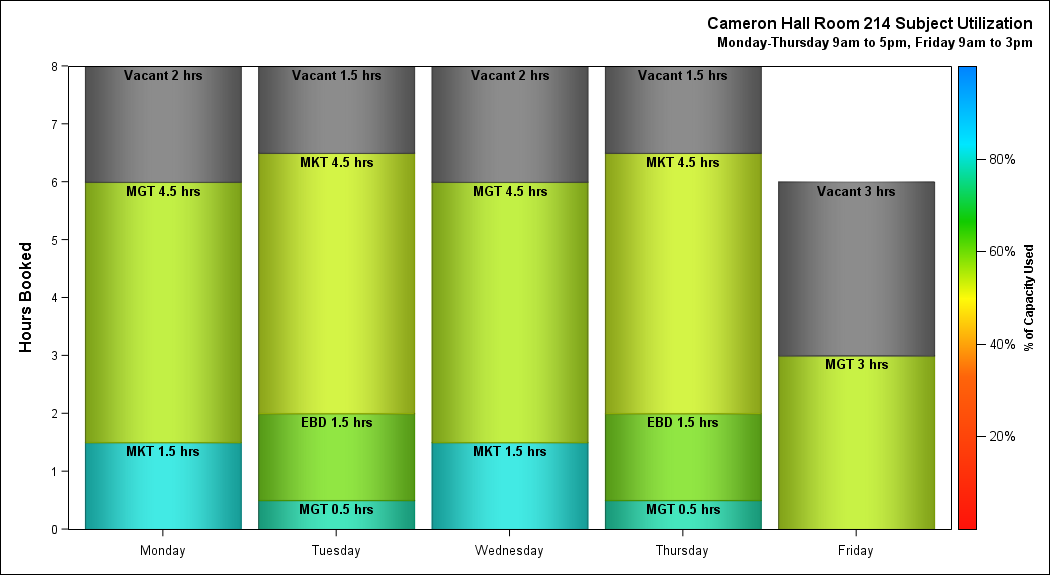 Cameron Hall Room 214 Subject Utilization
Monday-Thursday 9am to 5pm, Friday 9am to 3pm
Hours Booked
8
7
6
5
4
3
2
1
0
Vacant 2 hrs
MGT 4.5 hrs
MKT 1.5 hrs
Vacant 1.5 hrs
MKT 4.5 hrs
EBD 1.5 hrs
MGT 0.5 hrs
Vacant 2 hrs
MGT 4.5 hrs
MKT 1.5 hrs
Vacant 1.5 hrs
MKT 4.5 hrs
EBD 1.5 hrs
MGT 0.5 hrs
Vacant 3 hrs
MGT 3 hrs
Monday
Tuesday
Wednesday
Thursday
Friday
80%
60%
40%
20%
% of Capacity Used